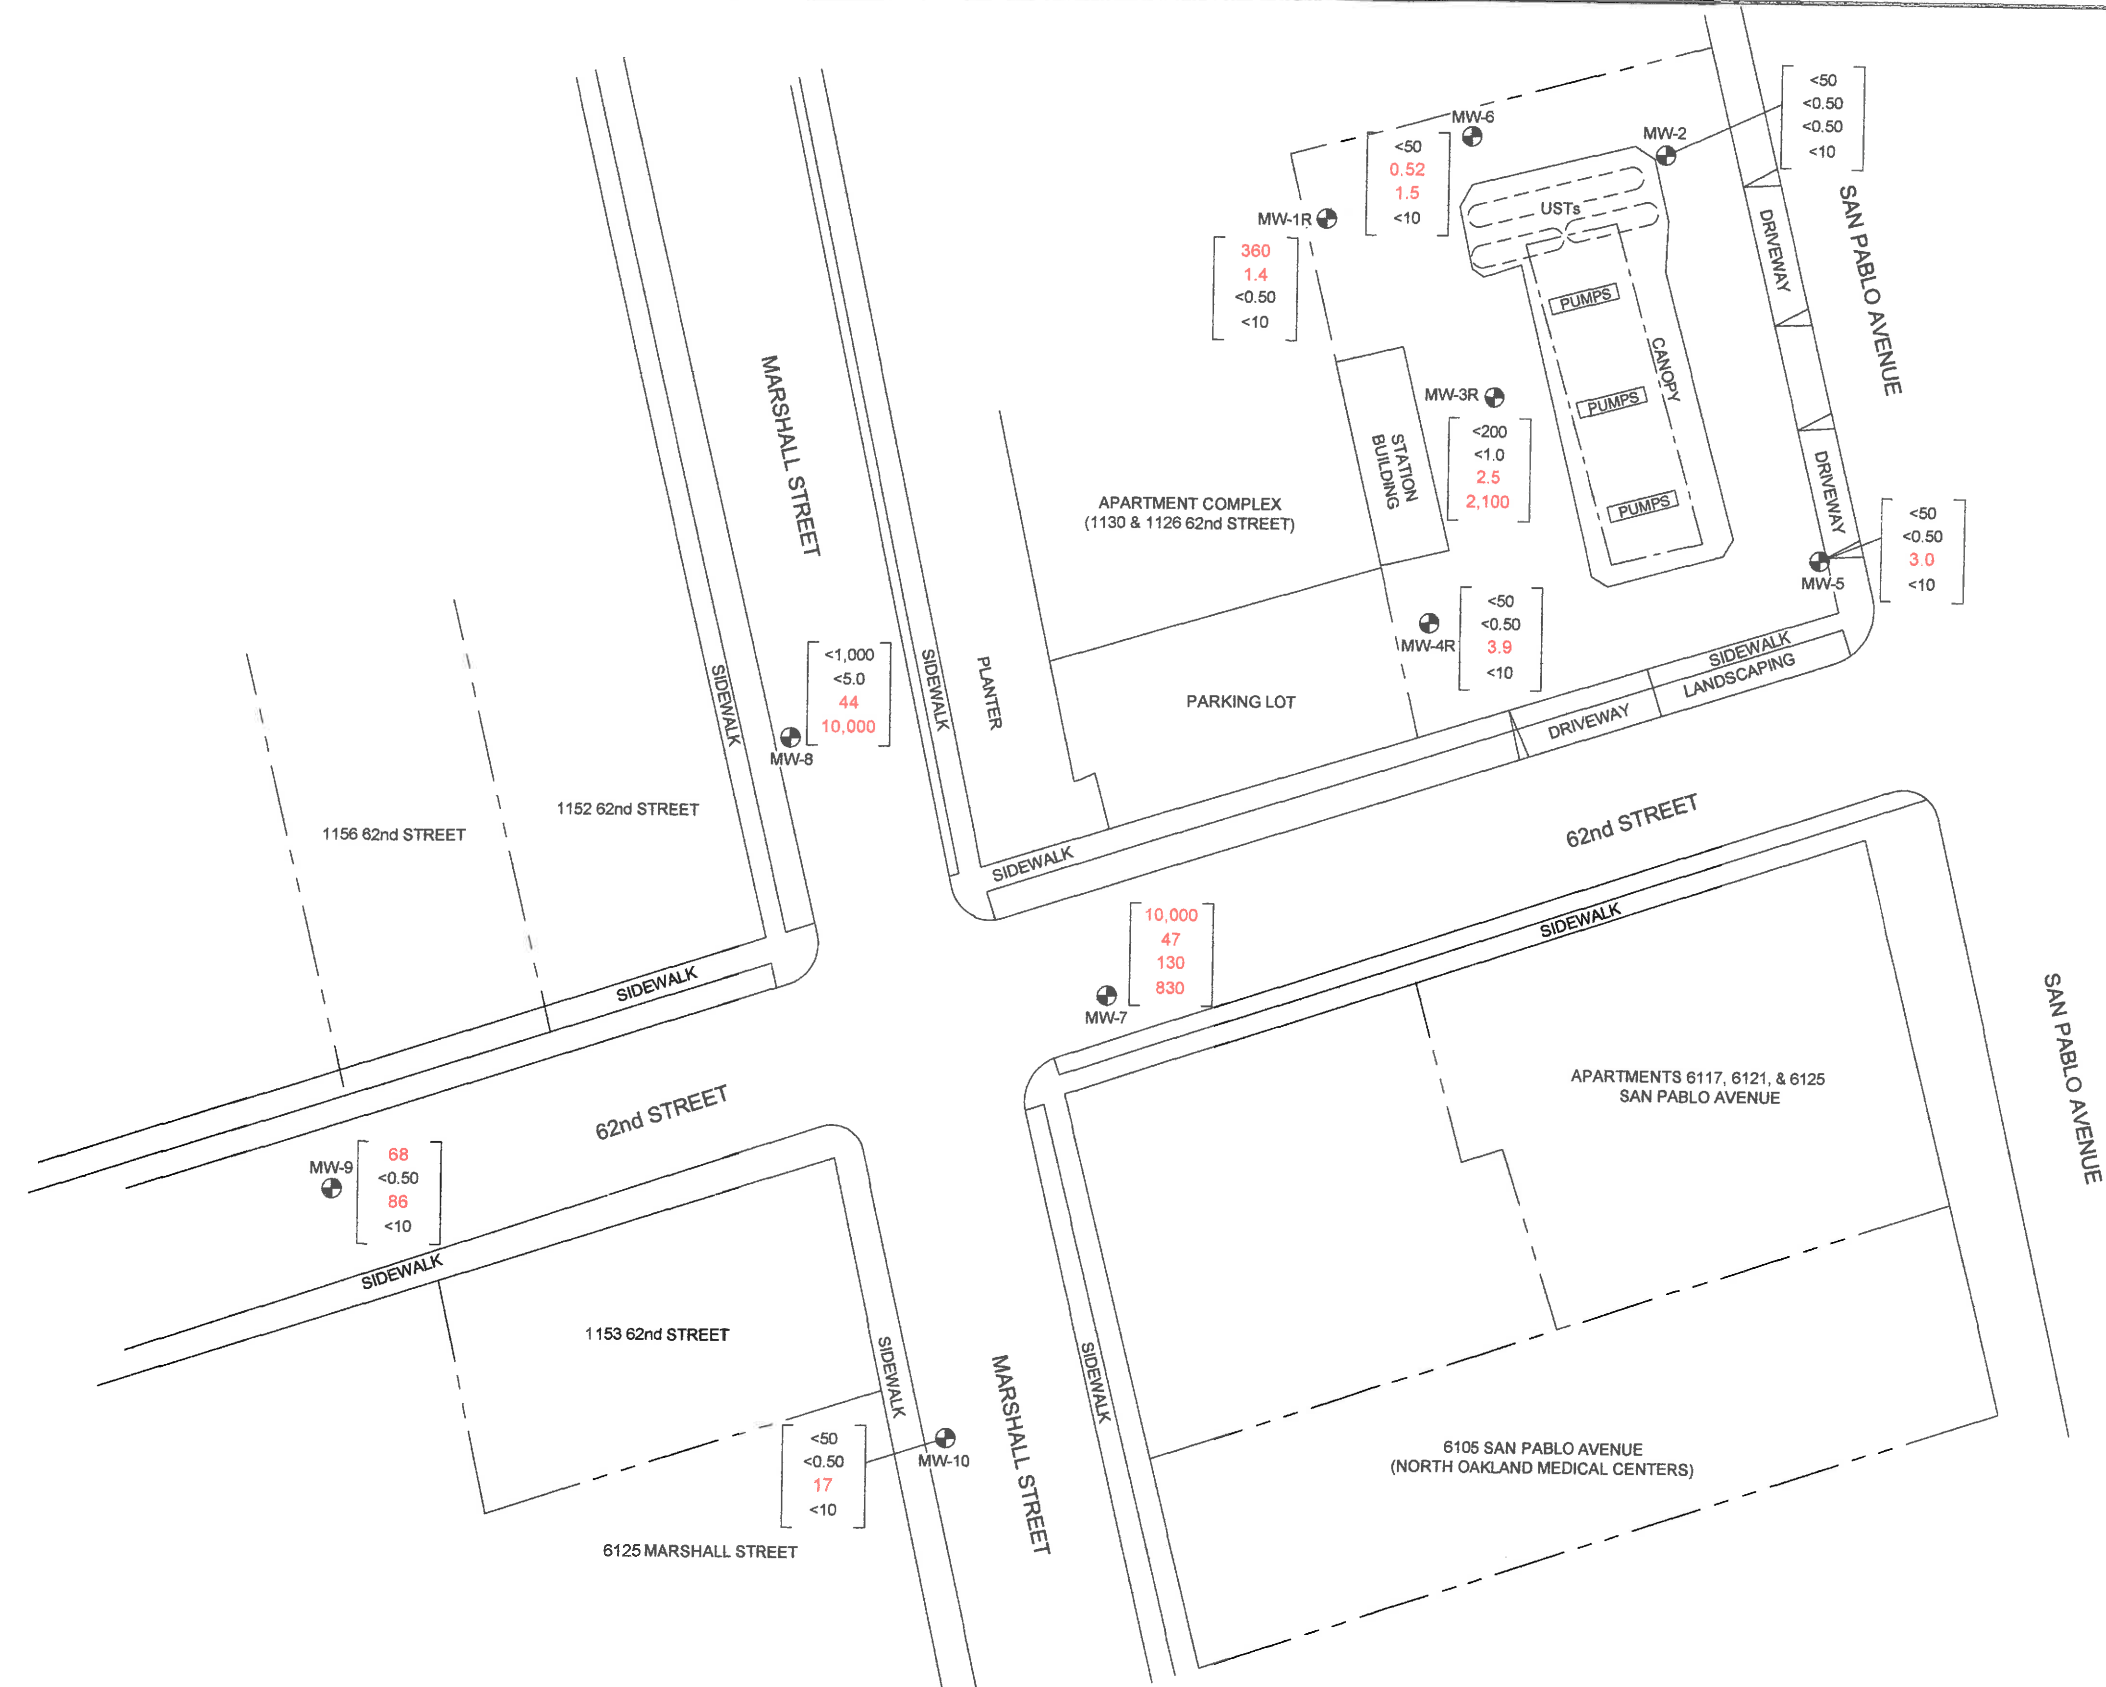 <50
<0.50
<0.50
<10
MW-6
MW-2
<50
0.52
1.5
<10
SAN PABLO AVENUE
MW-1R
USTs
DRIVEWAY
360
1.4
<0.50
<10
PUMPS
MARSHALL STREET
CANOPY
MW-3R
PUMPS
<200
<1.0
2.5
2,100
STATION
BUILDING
DRIVEWAY
APARTMENT COMPLEX
(1130 & 1126 62nd STREET)
PUMPS
<50
<0.50
3.0
<10
MW-5
<50
<0.50
3.9
<10
MW-4R
SIDEWALK
LANDSCAPING
<1,000
<5.0
44
10,000
MW-8
SIDEWALK
SIDEWALK
PLANTER
PARKING LOT
DRIVEWAY
1156 62nd STREET
1152 62nd STREET
62nd STREET
SIDEWALK
10,000
47
130
830
MW-7
SIDEWALK
SIDEWALK
SAN PABLO AVENUE
62nd STREET
APARTMENTS 6117, 6121, & 6125
SAN PABLO AVENUE
68
<0.50
86
<10
MW-9
SIDEWALK
1153 62nd STREET
SIDEWALK
MARSHALL STREET
SIDEWALK
<50
<0.50
17
<10
MW-10
6105 SAN PABLO AVENUE
(NORTH OAKLAND MEDICAL CENTERS)
6125 MARSHALL STREET